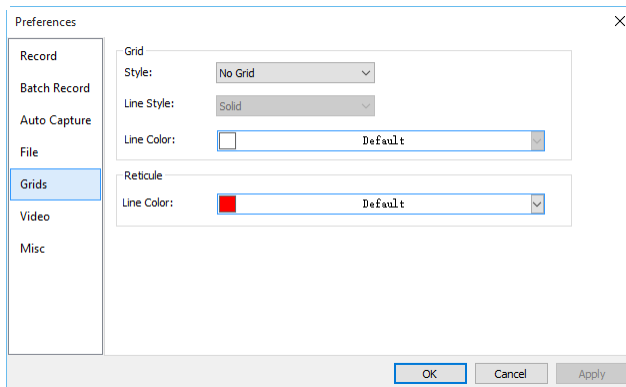 Preferences
Record
Batch Record
Auto Capture
File
Grids
Video
Misc
Grid
Style: No Grid
Line Style: Solid
Line Color: Default
Reticule
Line Color: Default
OK Cancel Apply